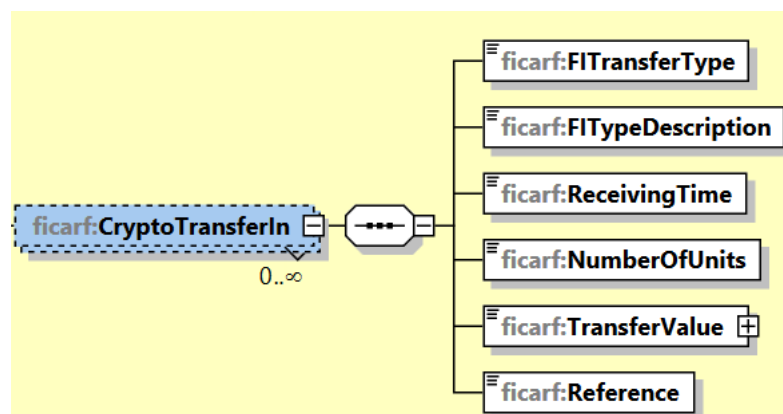 ficarf:FITransferType
ficarf:FITypeDescription
ficarf:ReceivingTime
ficarf:CryptoTransferIn
0..∞
ficarf:NumberOfUnits
ficarf:TransferValue
ficarf:Reference